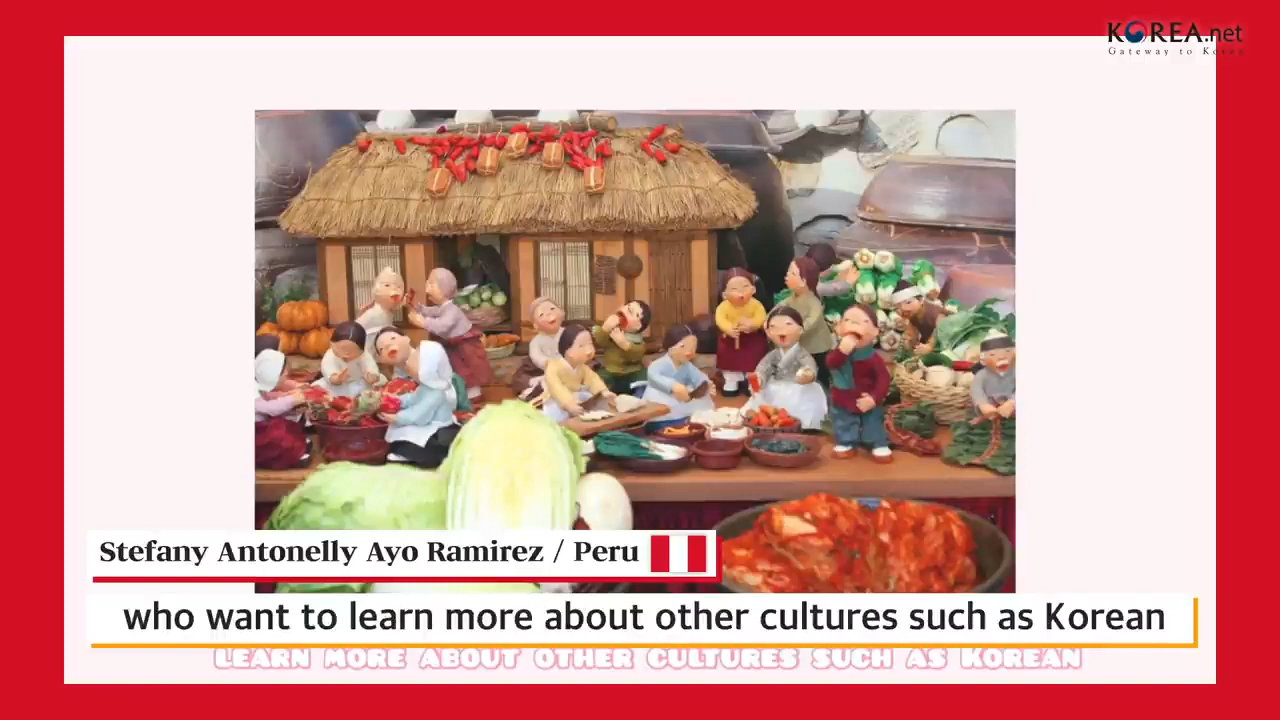 KOREA.net
Gateway to Korea
Stefany Antonelly Ayo Ramirez / Peru
who want to learn more about other cultures such as Korean
LEARN MORE ABOUT OTHER CULTURES SUCH AS KOREAN